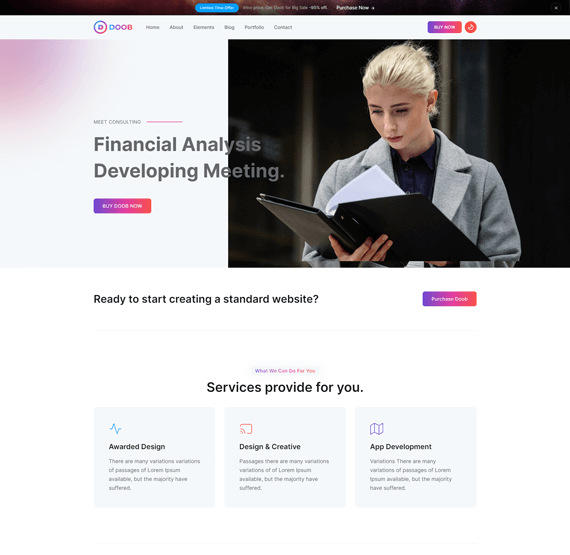 Limited Time Offer
Intro price. Get Doob for Big Sale -95% off.
Purchase Now →
DOOB
Home
About
Elements
Blog
Portfolio
Contact
BUY NOW
MEET CONSULTING
Financial Analysis
Developing Meeting.
BUY DOOB NOW
Ready to start creating a standard website?
Purchase Doob
What We Can Do For You
Services provide for you.
Awarded Design
There are many variations variations
of passages of Lorem Ipsum
available, but the majority have
suffered.
Design & Creative
Passages there are many variations
variations of of Lorem Ipsum
available, but the majority have
suffered.
App Development
Variations There are many
variations of passages of Lorem
Ipsum available, but the majority
have suffered.